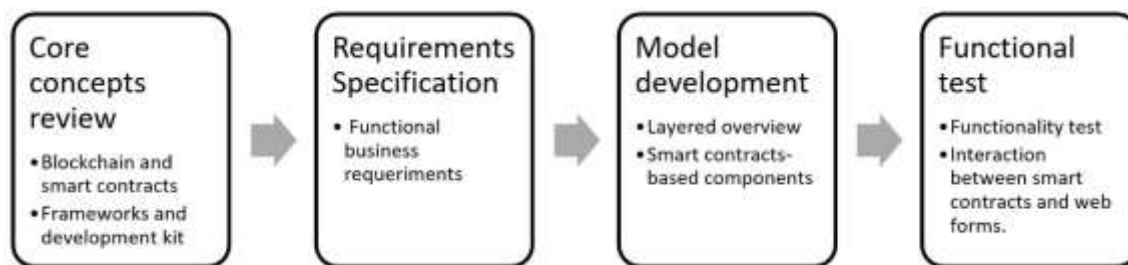 Core
concepts
review
•Blockchain and
smart contracts
•Frameworks and
development kit
Requirements
Specification
• Functional
business
requeriments
Model
development
•Layered overview
•Smart contracts-
based components
Functional
test
•Functionality test
•Interaction
between smart
contracts and web
forms.